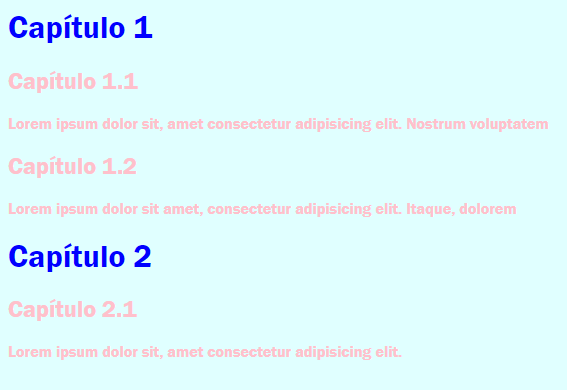 Capítulo 1
Capítulo 1.1
Lorem ipsum dolor sit, amet consectetur adipisicing elit. Nostrum voluptatem
Capítulo 1.2
Lorem ipsum dolor sit amet, consectetur adipisicing elit. Itaque, dolorem
Capítulo 2
Capítulo 2.1
Lorem ipsum dolor sit, amet consectetur adipisicing elit.